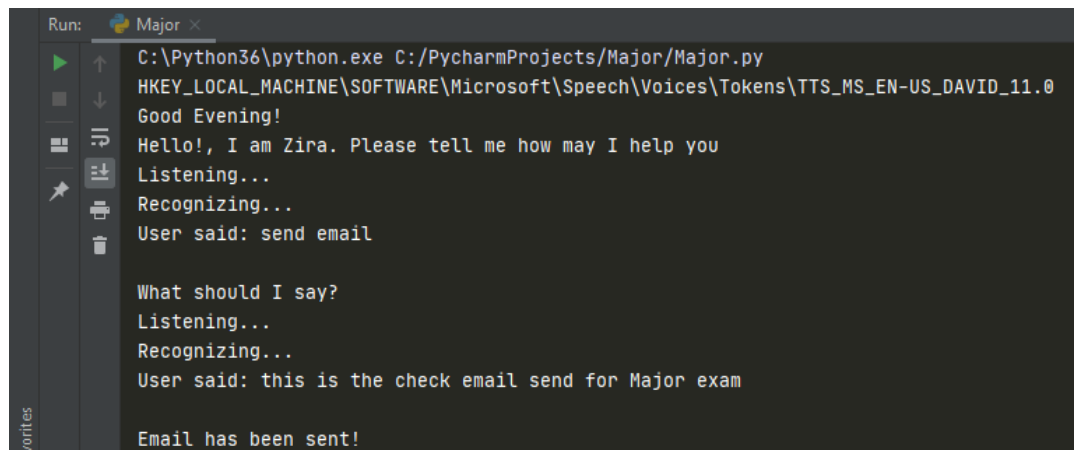 Run:
Major
C:\Python36\python.exe C:/PycharmProjects/Major/Major.py
HKEY_LOCAL_MACHINE\SOFTWARE\Microsoft\Speech\Voices\Tokens\TTS_MS_EN-US_DAVID_11.0
Good Evening!
Hello!, I am Zira. Please tell me how may I help you
Listening...
Recognizing...
User said: send email
What should I say?
Listening...
Recognizing...
User said: this is the check email send for Major exam
Email has been sent!